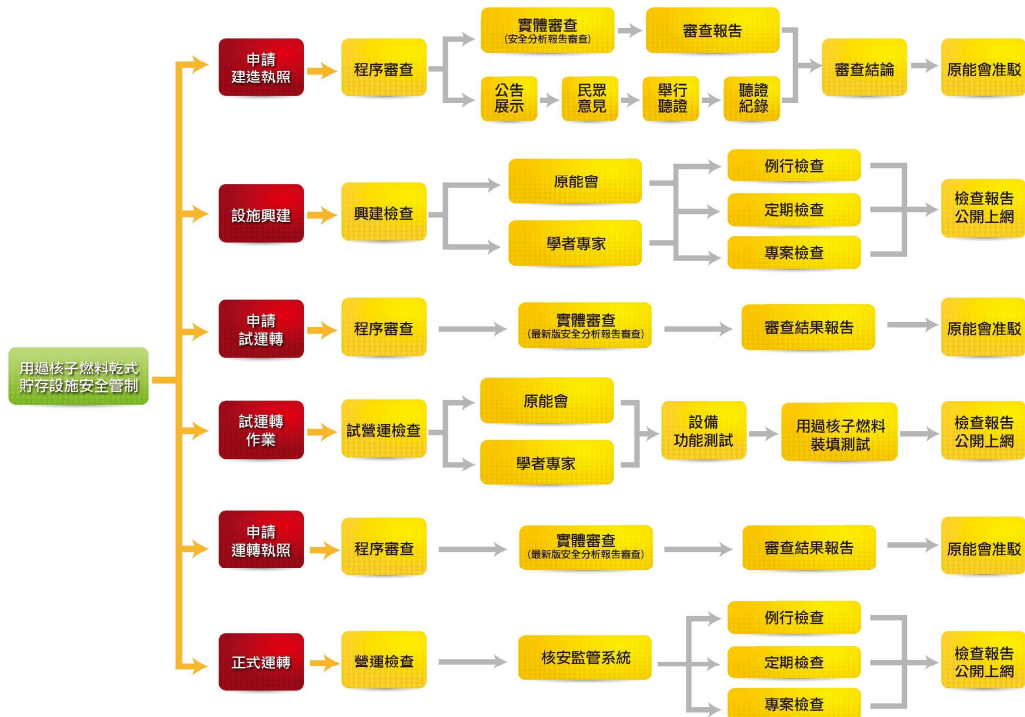 用過核子燃料乾式
貯存設施安全管制
申請
建造執照
程序審查
實體審查
(安全分析報告審查)
審查報告
公告
展示
民眾
意見
舉行
聽證
聽證
紀錄
審查結論
原能會准駁
設施興建
興建檢查
原能會
學者專家
例行檢查
定期檢查
專案檢查
檢查報告
公開上網
申請
試運轉
程序審查
實體審查
(最新版安全分析報告審查)
審查結果報告
原能會准駁
試運轉
作業
試營運檢查
原能會
學者專家
設備
功能測試
用過核子燃料
裝填測試
檢查報告
公開上網
申請
運轉執照
程序審查
實體審查
(最新版安全分析報告審查)
審查結果報告
原能會准駁
正式運轉
營運檢查
核安監管系統
例行檢查
定期檢查
專案檢查
檢查報告
公開上網